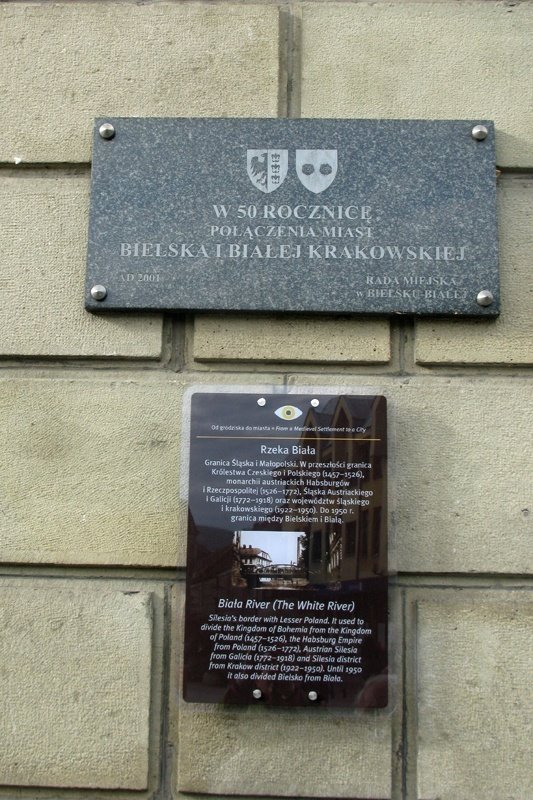 W 50 ROCZNICĘ
POŁĄCZENIA MIAST
BIELSKA I BIAŁEJ KRAKOWSKIEJ
AD 2001
RADA MIEJSKA
w BIELSKU-BIAŁEJ
Od grodziska do miasta • From a Medieval Settlement to a City
Rzeka Biała
Granica Śląska i Małopolski. W przeszłości granica
Królestwa Czeskiego i Polskiego (1457–1526),
monarchii austriackich Habsburgów
i Rzeczpospolitej (1526–1772), Śląska Austriackiego
i Galicji (1772–1918) oraz województw śląskiego
i krakowskiego (1922–1950). Do 1950 r.
granica między Bielskiem i Białą.
Biała River (The White River)
Silesia's border with Lesser Poland. It used to
divide the Kingdom of Bohemia from the Kingdom
of Poland (1457–1526), the Habsburg Empire
from Poland (1526–1772), Austrian Silesia
from Galicia (1772–1918) and Silesia district
from Krakow district (1922–1950). Until 1950
it also divided Bielsko from Biała.